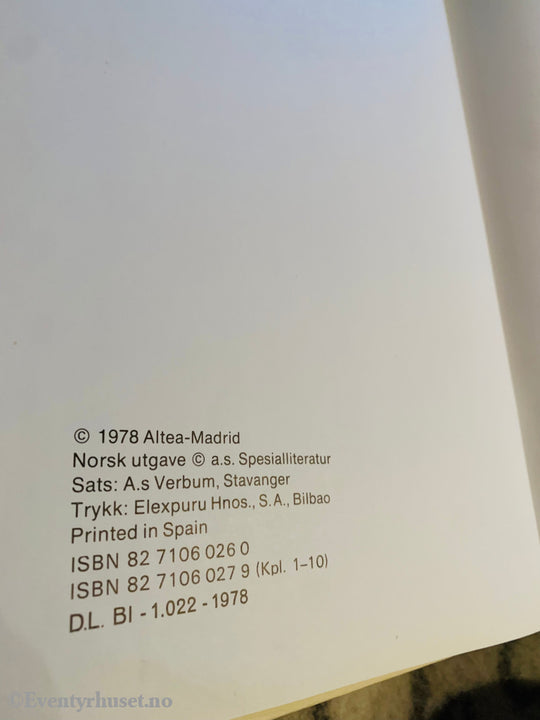 © 1978 Altea-Madrid
Norsk utgave © a.s. Spesialliteratur
Sats: A.s Verbum, Stavanger
Trykk: Elexpuru Hnos., S.A., Bilbao
Printed in Spain
ISBN 82 7106 026 0
ISBN 82 7106 027 9 (Kpl. 1-10)
D.L. BI - 1.022 - 1978
©Eventyrhuset.no